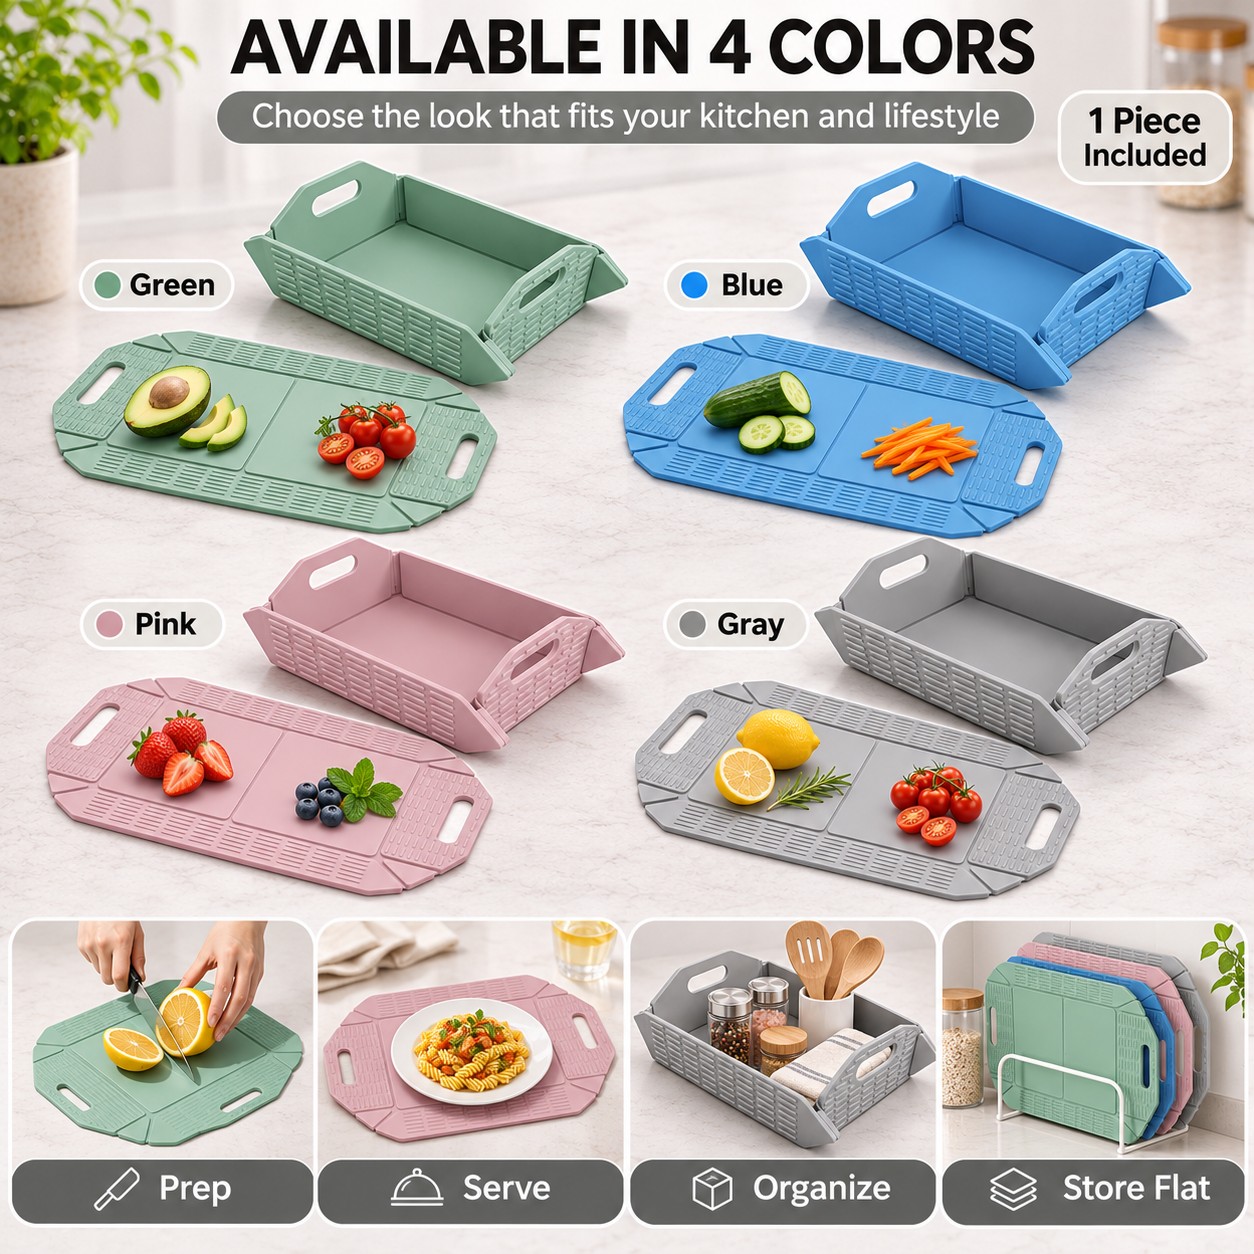 AVAILABLE IN 4 COLORS
Choose the look that fits your kitchen and lifestyle
1 Piece
Included
Green
Blue
Pink
Gray
Prep
Serve
Organize
Store Flat